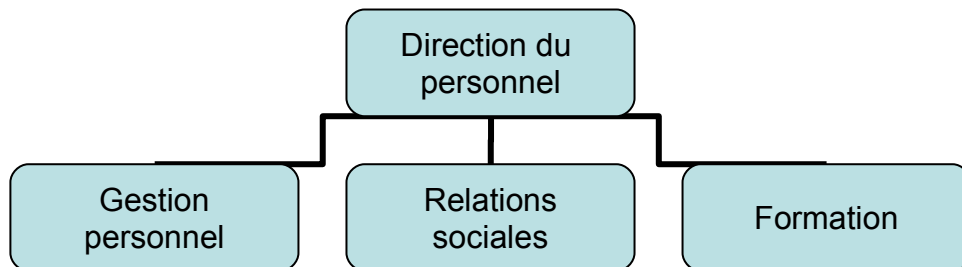 Direction du
personnel
Gestion
personnel
Relations
sociales
Formation